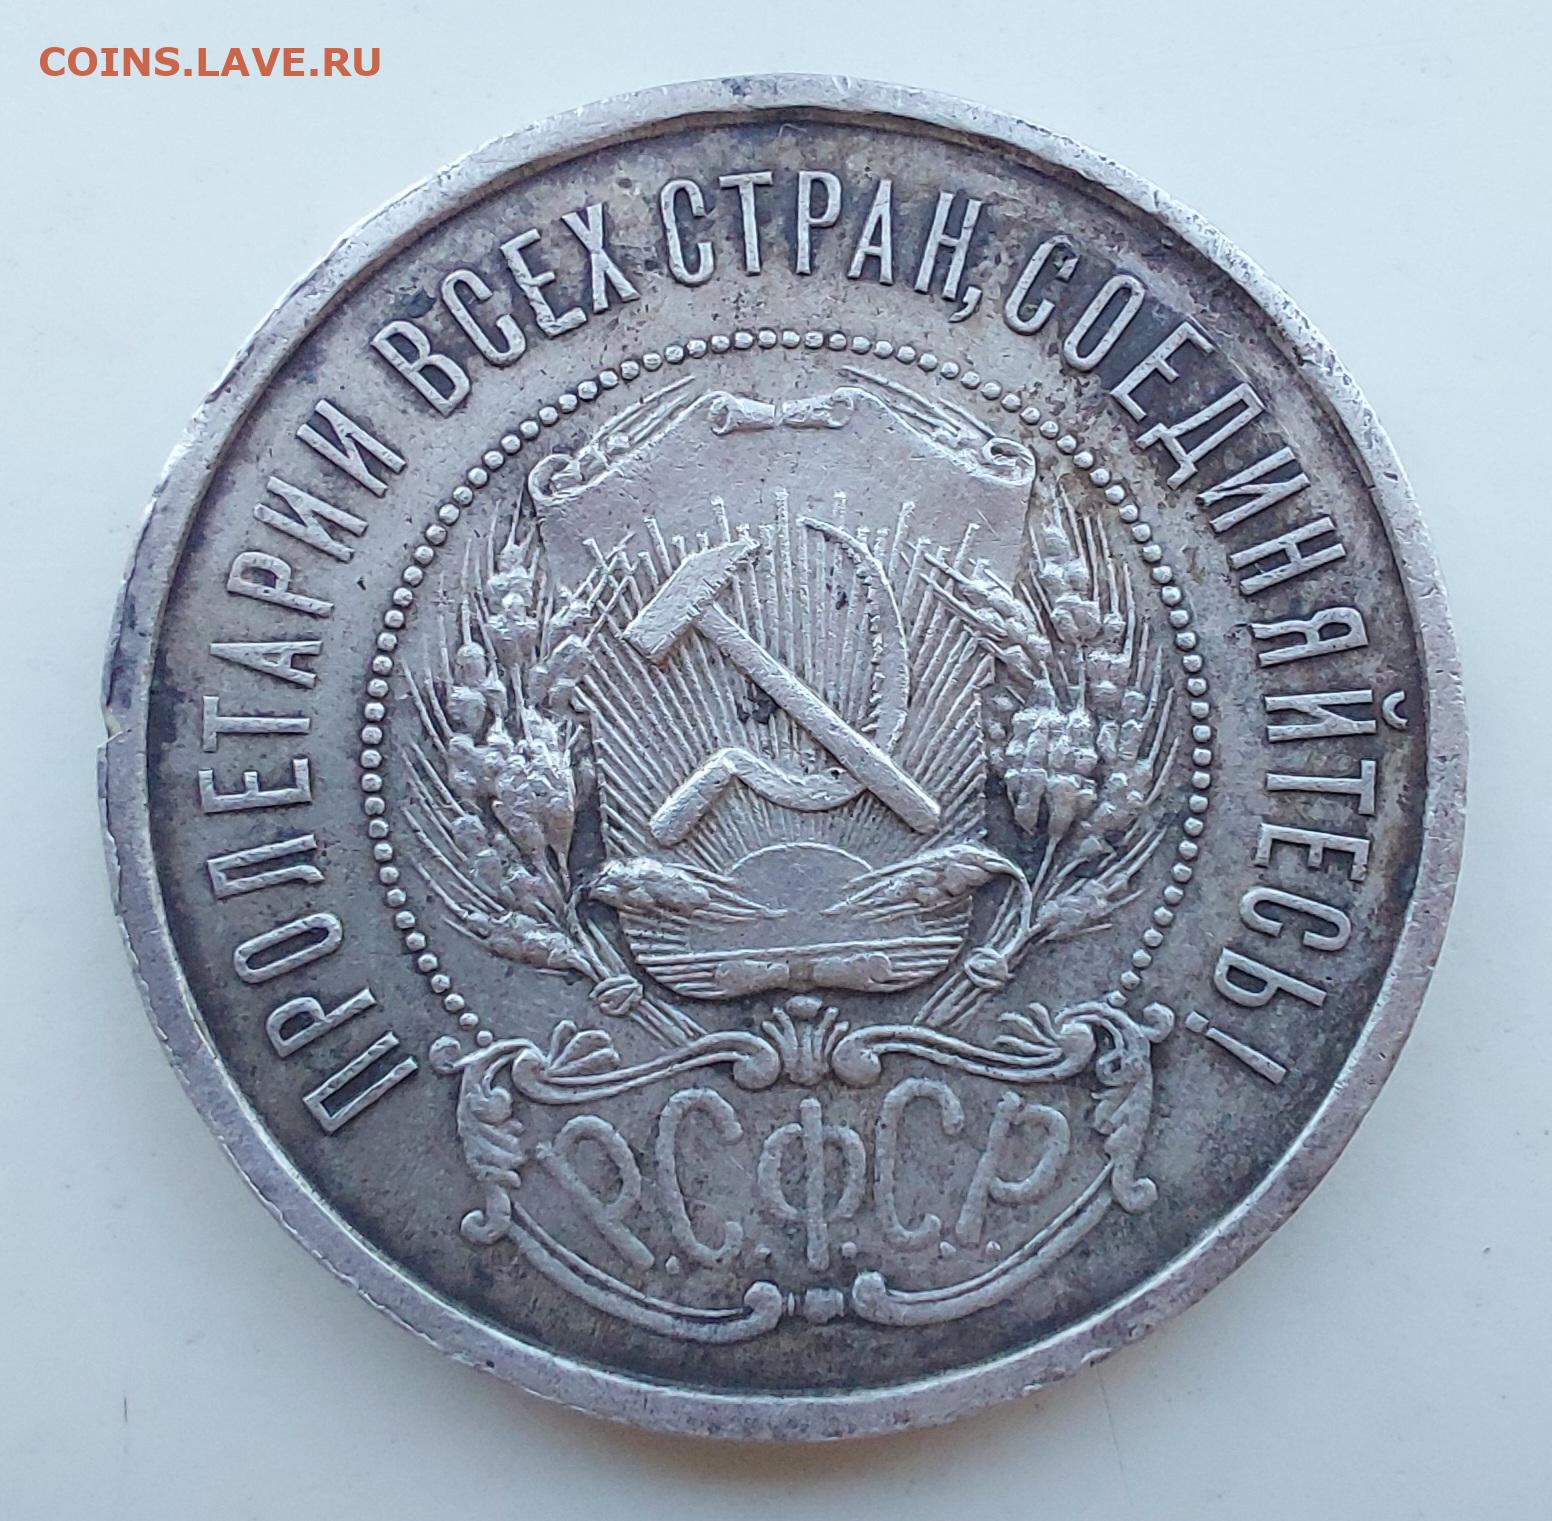 COINS.LAVE.RU
ПРОЛЕТАРИИ ВСЕХ СТРАН, СОЕДИНЯЙТЕСЬ!
Р.С.Ф.С.Р.